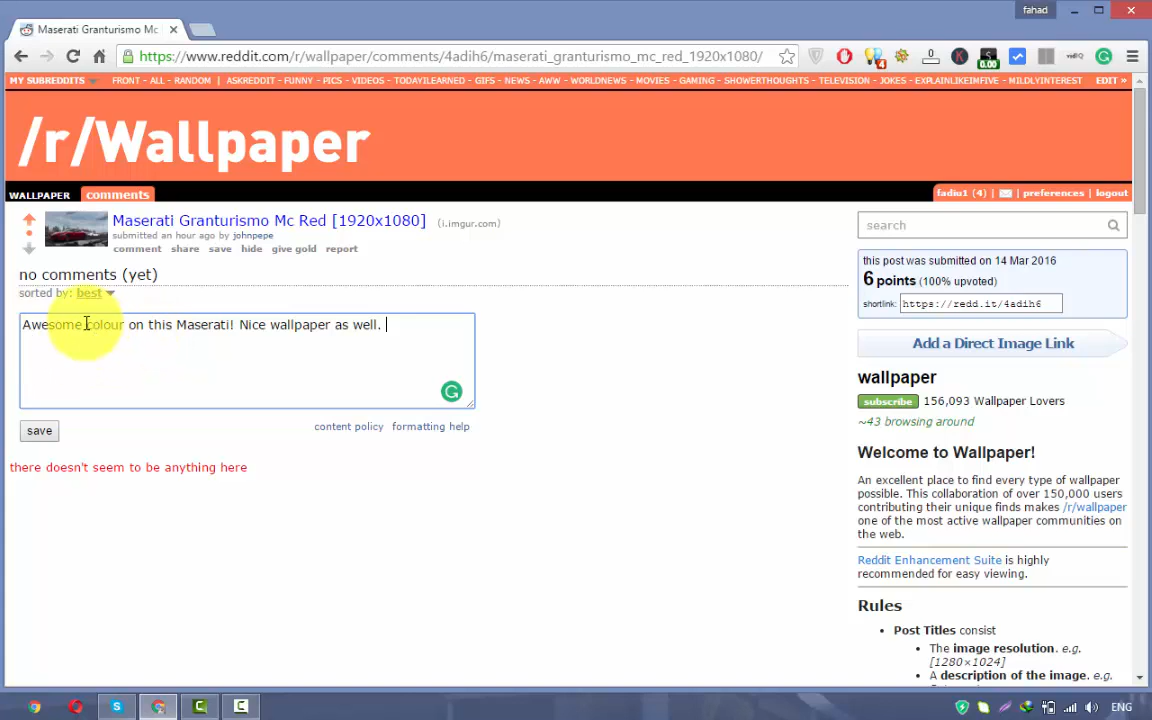 fahad
Maserati Granturismo Mc
https://www.reddit.com/r/wallpaper/comments/4adih6/maserati_granturismo_mc_red_1920x1080/
MY SUBREDDITS FRONT - ALL - RANDOM | ASKREDDIT - FUNNY - PICS - VIDEOS - TODAYILEARNED - GIFS - NEWS - AWW - WORLDNEWS - MOVIES - GAMING - SHOWERTHOUGHTS - TELEVISION - JOKES - EXPLAINLIKEIMFIVE - MILDLYINTEREST EDIT »
/r/Wallpaper
WALLPAPER comments fadiu1 (4) | preferences | logout
Maserati Granturismo Mc Red [1920x1080] (i.imgur.com)
submitted an hour ago by johnpepe
comment share save hide give gold report
no comments (yet)
sorted by: best
Awesome colour on this Maserati! Nice wallpaper as well.
save content policy formatting help
there doesn't seem to be anything here
search
this post was submitted on 14 Mar 2016
6 points (100% upvoted)
shortlink: https://redd.it/4adih6
Add a Direct Image Link
wallpaper
subscribe 156,093 Wallpaper Lovers
~43 browsing around
Welcome to Wallpaper!
An excellent place to find every type of wallpaper
possible. This collaboration of over 150,000 users
contributing their unique finds makes /r/wallpaper
one of the most active wallpaper communities on
the web.
Reddit Enhancement Suite is highly
recommended for easy viewing.
Rules
• Post Titles consist
• The image resolution. e.g.
[1280×1024]
• A description of the image. e.g.
ENG